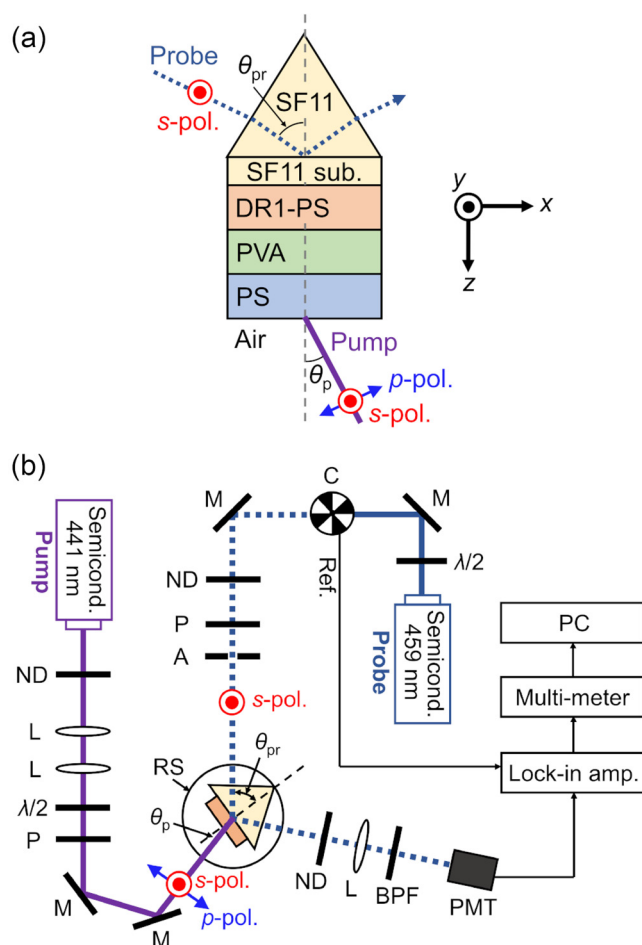 (a)
Probe
θpr
SF11
s-pol.
SF11 sub.
DR1-PS
PVA
PS
y
x
z
Air
Pump
θp
p-pol.
s-pol.
(b)
Semicond.
441 nm
Pump
M
C
M
ND
Ref.
λ/2
P
A
Semicond.
459 nm
Probe
PC
Multi-meter
Lock-in amp.
ND
L
L
λ/2
P
s-pol.
RS
θpr
θp
s-pol.
p-pol.
M
M
ND
L
BPF
PMT